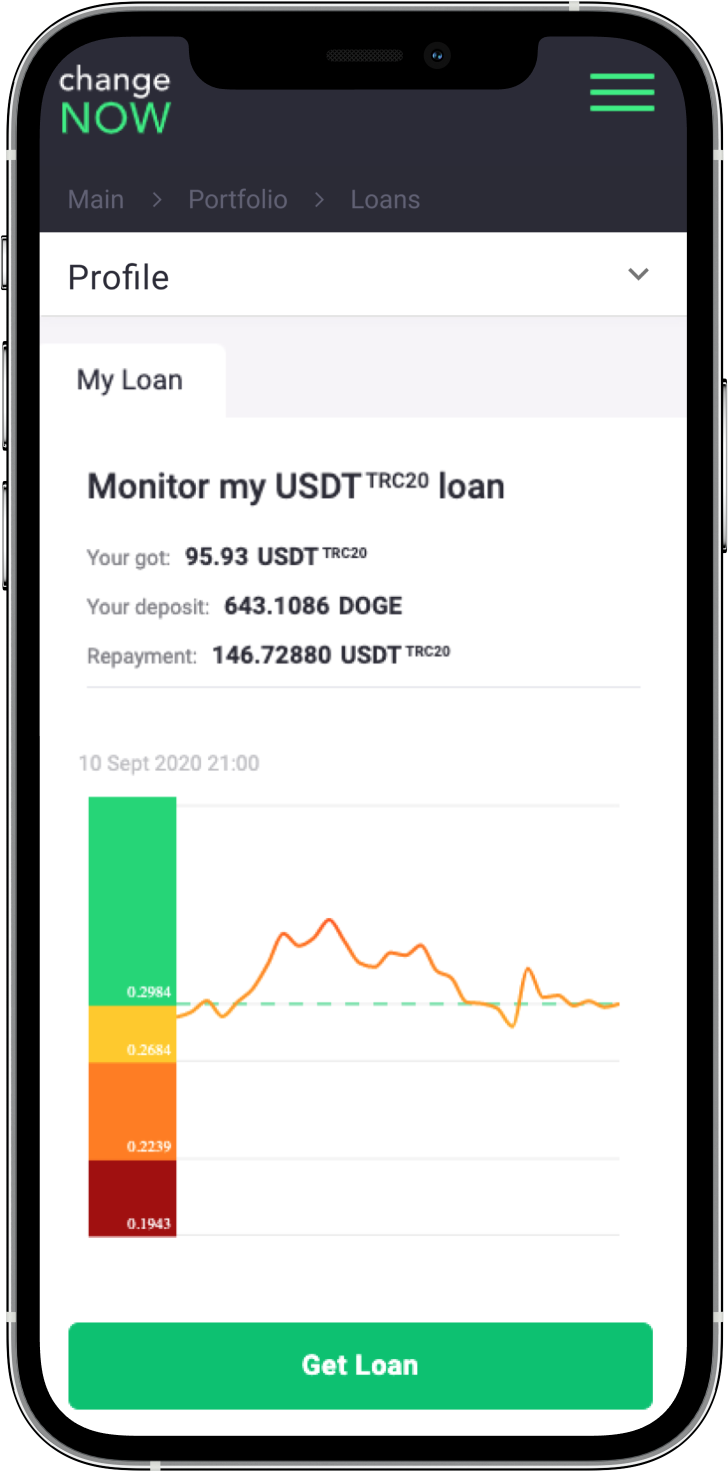 change
NOW
Main > Portfolio > Loans
Profile
My Loan
Monitor my USDT TRC20 loan
Your got: 95.93 USDT TRC20
Your deposit: 643.1086 DOGE
Repayment: 146.72880 USDT TRC20
10 Sept 2020 21:00
0.2984
0.2684
0.2239
0.1943
Get Loan